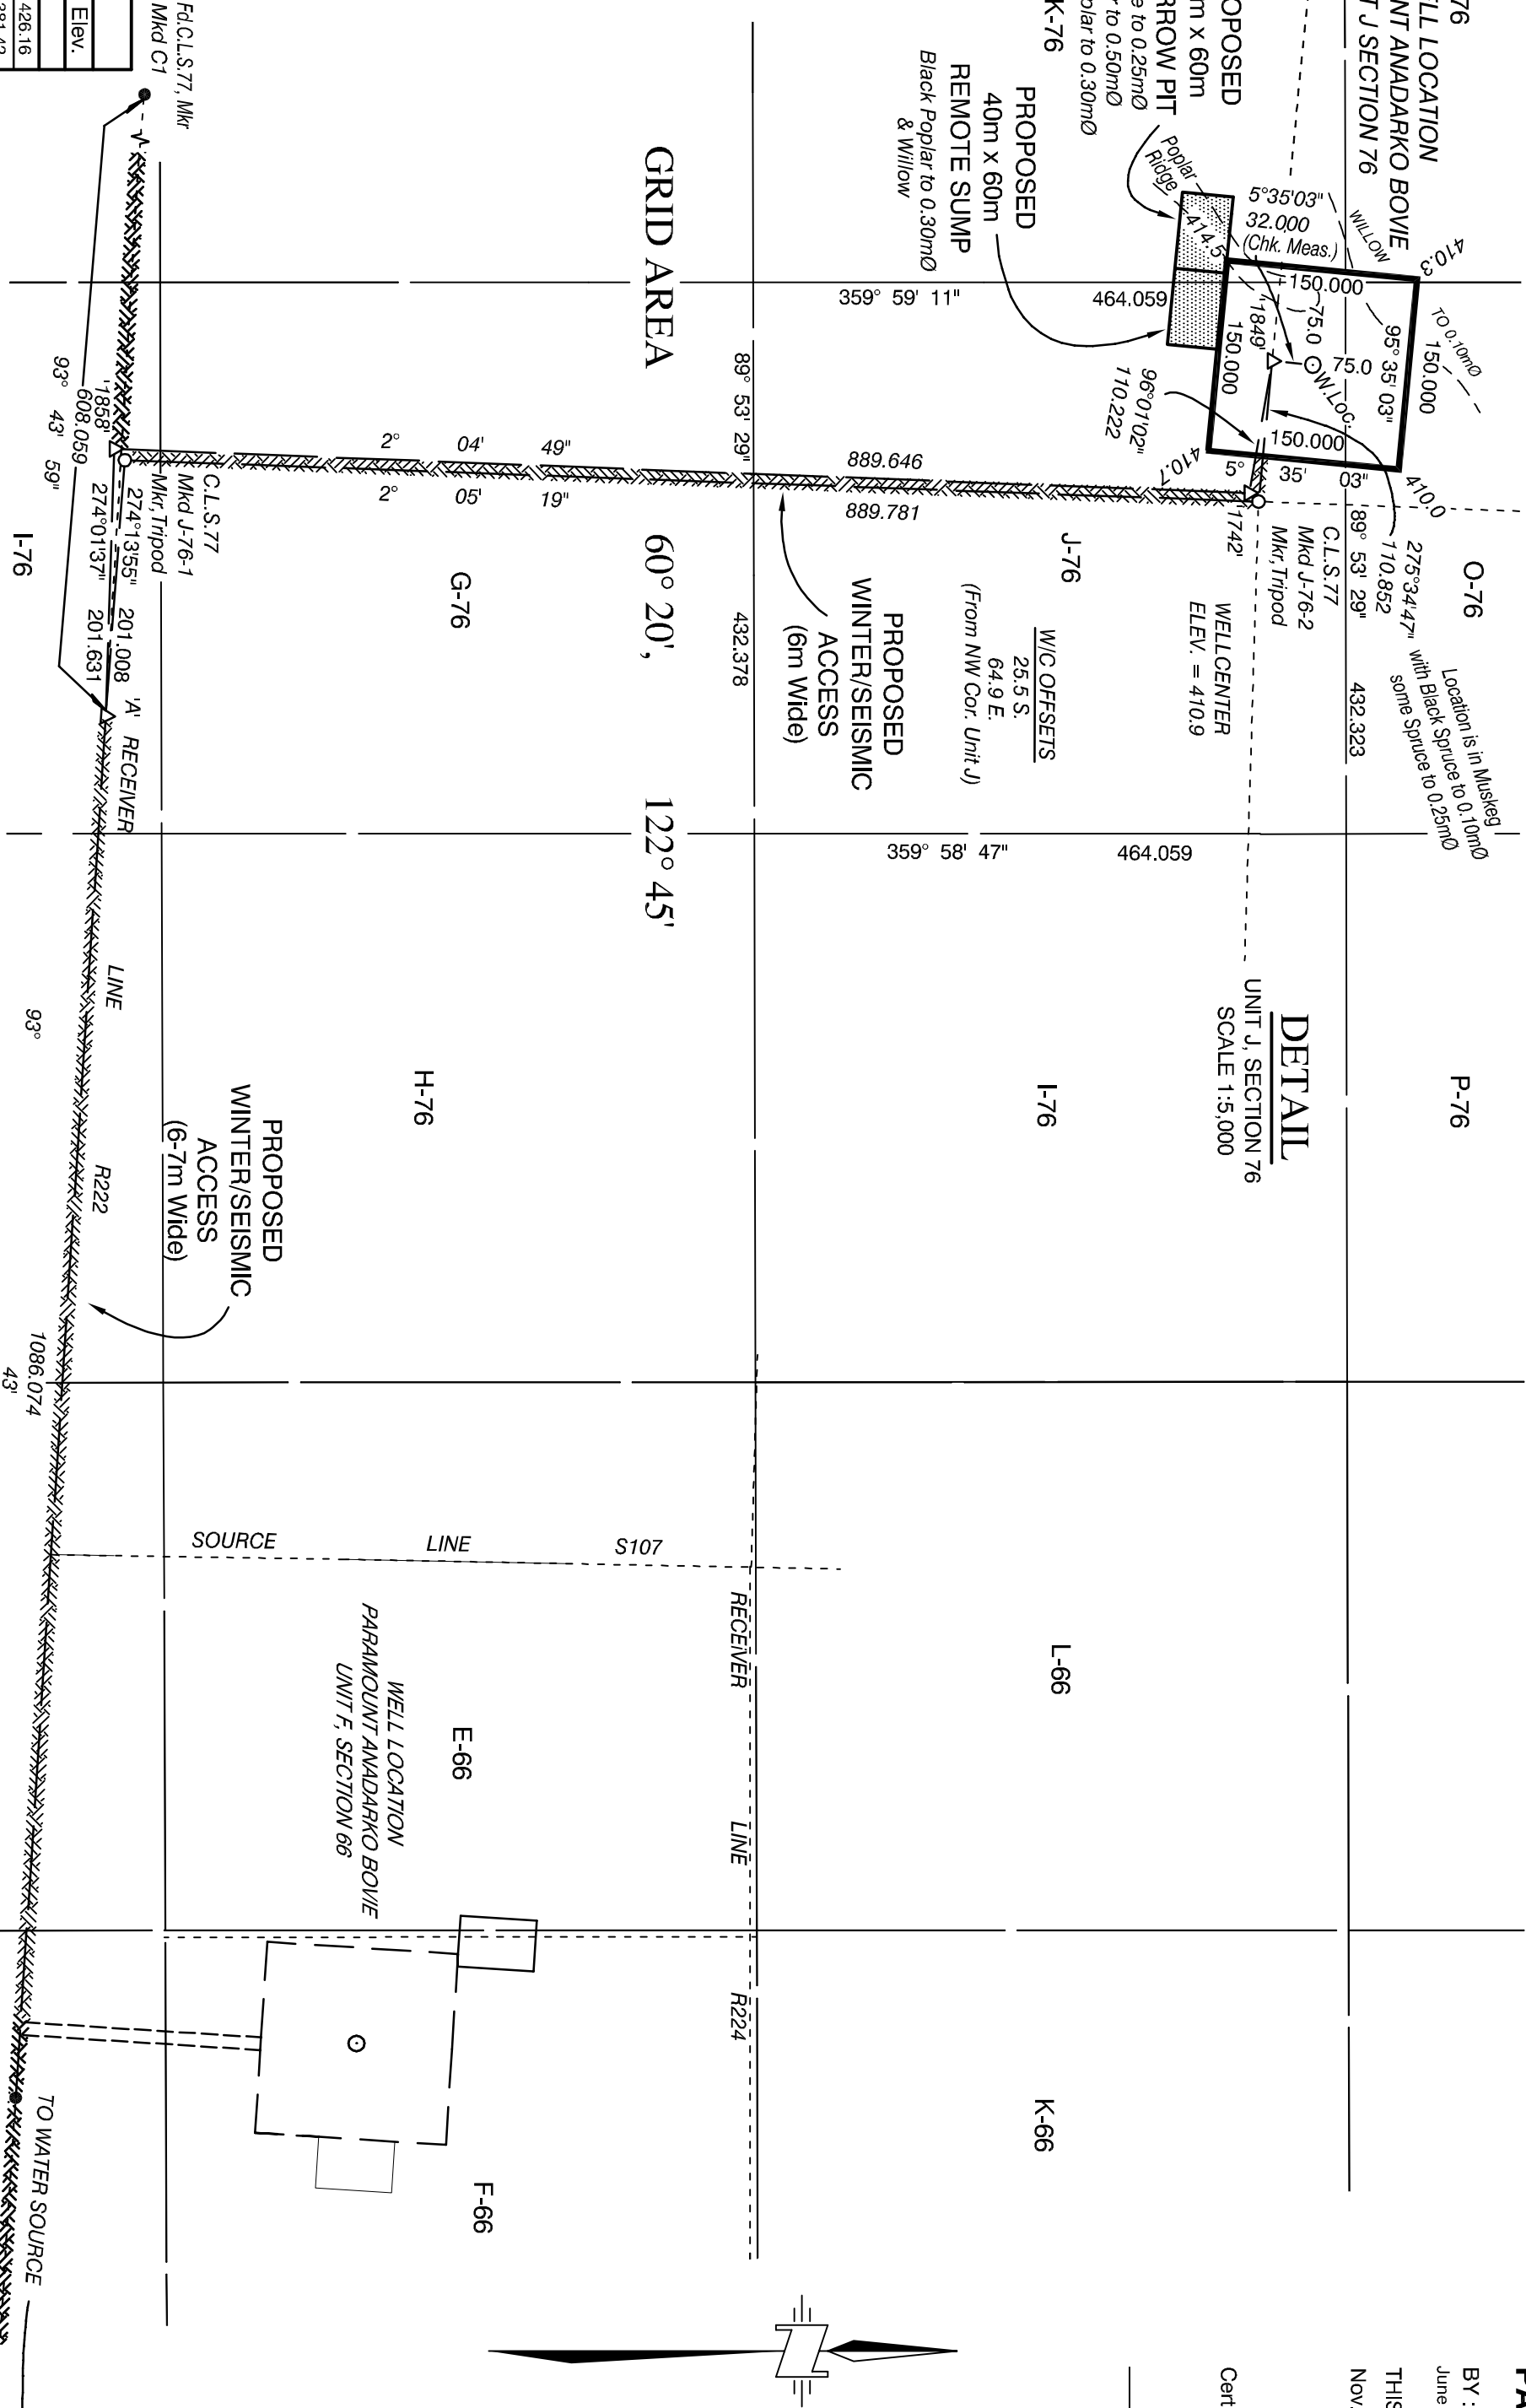 76
ELL LOCATION
NT ANADARKO BOVIE
T J SECTION 76
OPOSED
m x 60m
RROW PIT
e to 0.25mØ
r to 0.50mØ
plar to 0.30mØ
K-76
PROPOSED
40m x 60m
REMOTE SUMP
Black Poplar to 0.30mØ
& Willow
Poplar
Ridge
414.5
5°35'03"
32.000
(Chk. Meas.)
WILLOW
410.3
TO 0.10mØ
150.000
95° 35' 03"
150.000
75.0
75.0
W.Loc.
'1849'
150.000
150.000
96°01'02"
110.222
410.7
5° 35' 03"
410.0
'1742'
275°34'47"
110.852
Location is in Muskeg
with Black Spruce to 0.10mØ
some Spruce to 0.25mØ
O-76
P-76
C.L.S.77
Mkd J-76-2
Mkr,Tripod
89° 53' 29" 432.323
WELLCENTER
ELEV. = 410.9
DETAIL
UNIT J, SECTION 76
SCALE 1:5,000
359° 59' 11" 464.059
359° 58' 47" 464.059
J-76
I-76
L-66
K-66
W/C OFFSETS
25.5 S.
64.9 E.
(From NW Cor. Unit J)
889.646
889.781
PROPOSED
WINTER/SEISMIC
ACCESS
(6m Wide)
89° 53' 29" 432.378
GRID AREA 60° 20', 122° 45'
RECEIVER LINE R224
2° 04' 49"
2° 05' 19"
G-76
H-76
E-66
F-66
SOURCE LINE S107
WELL LOCATION
PARAMOUNT ANADARKO BOVIE
UNIT F, SECTION 66
PROPOSED
WINTER/SEISMIC
ACCESS
(6-7m Wide)
C.L.S.77
Mkd J-76-1
Mkr,Tripod
Fd.C.L.S.77, Mkr
Mkd C1
274°13'55" 201.008
274°01'37" 201.631
'A' RECEIVER LINE R222
'1858'
608.059
93° 43' 59"
I-76
93° 43'
1086.074
TO WATER SOURCE
Elev.
426.16
381.42
BY :
June
THIS
Nov.
Cert